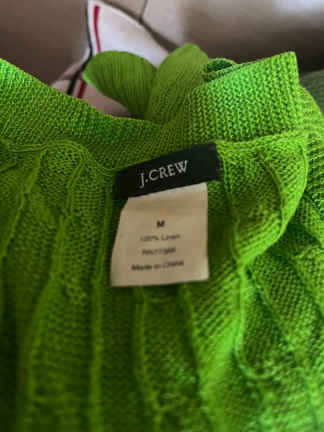 J.CREW
M
100% Linen
Made in China